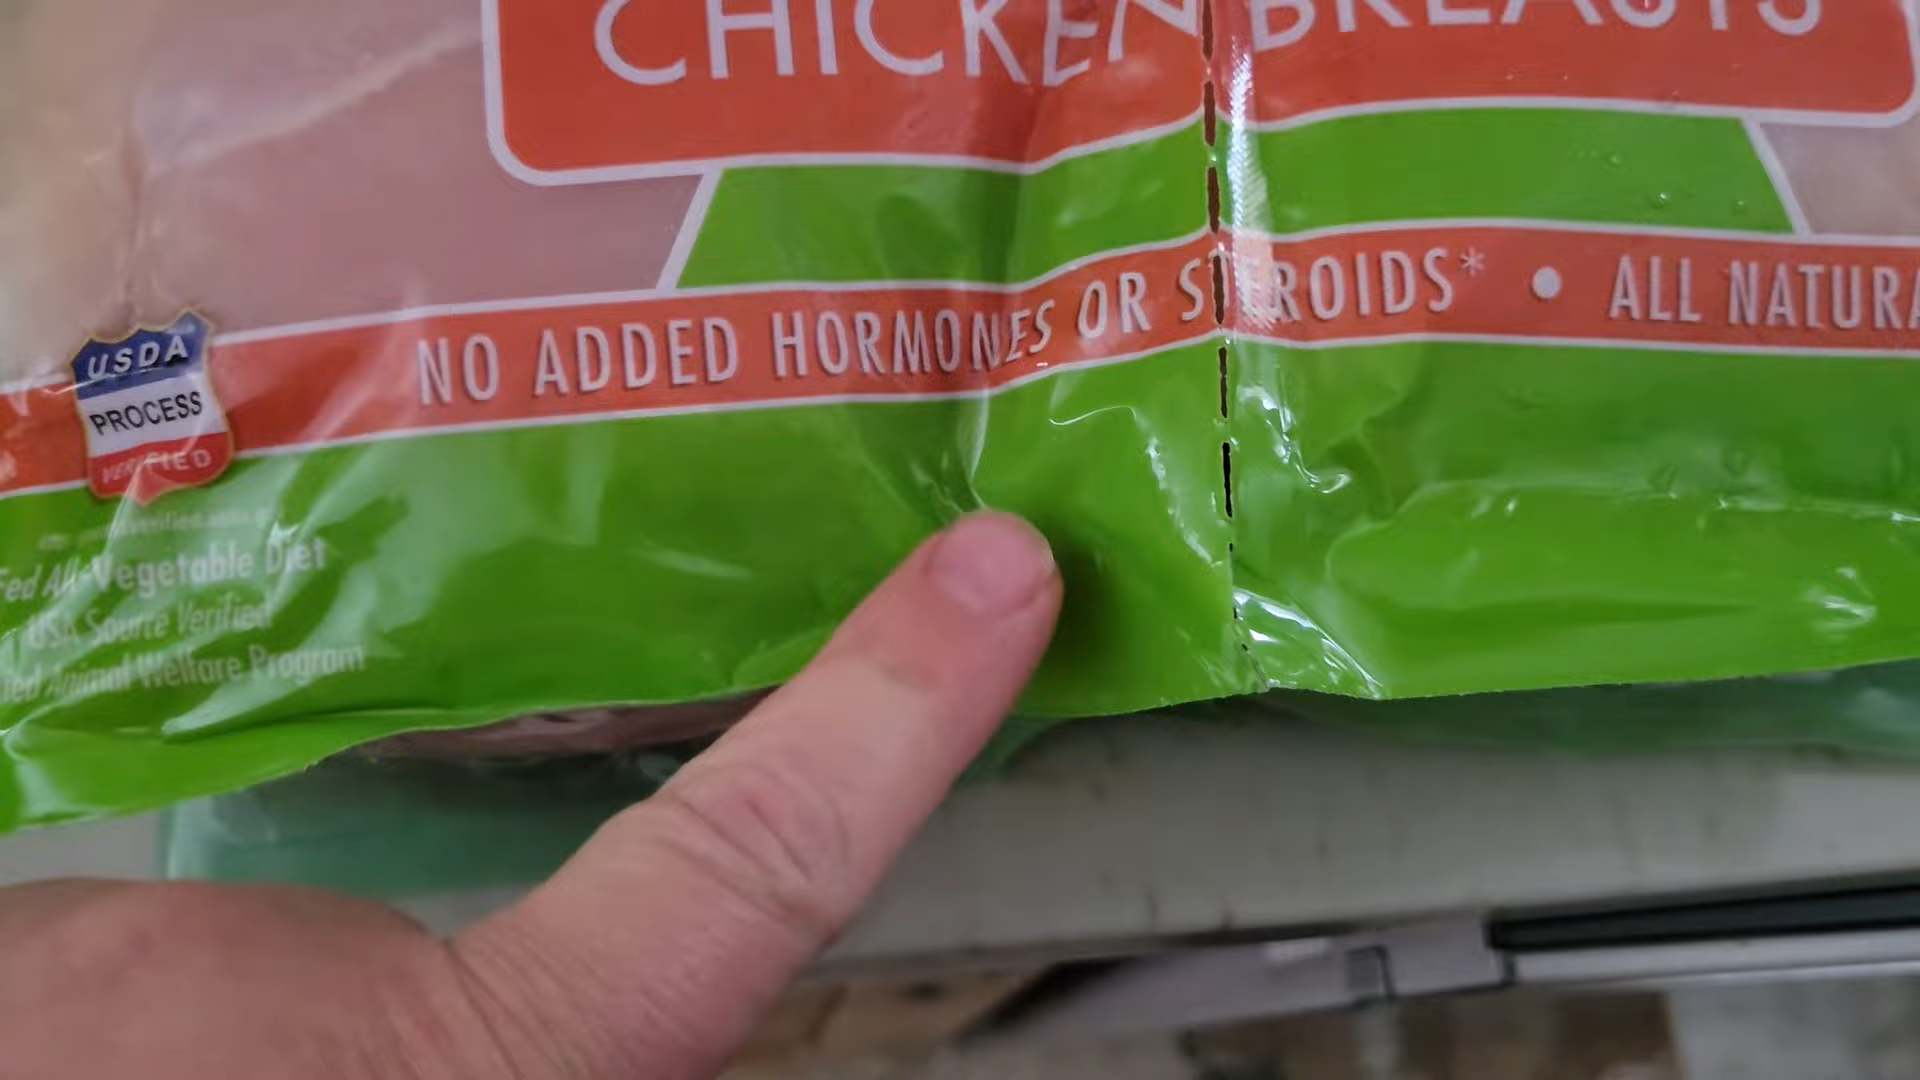 CHICKEN BREASTS
NO ADDED HORMONES OR STEROIDS* • ALL NATURA
USDA
PROCESS
VERIFIED
Fed All-Vegetable Diet
USA Source Verified
Animal Welfare Program